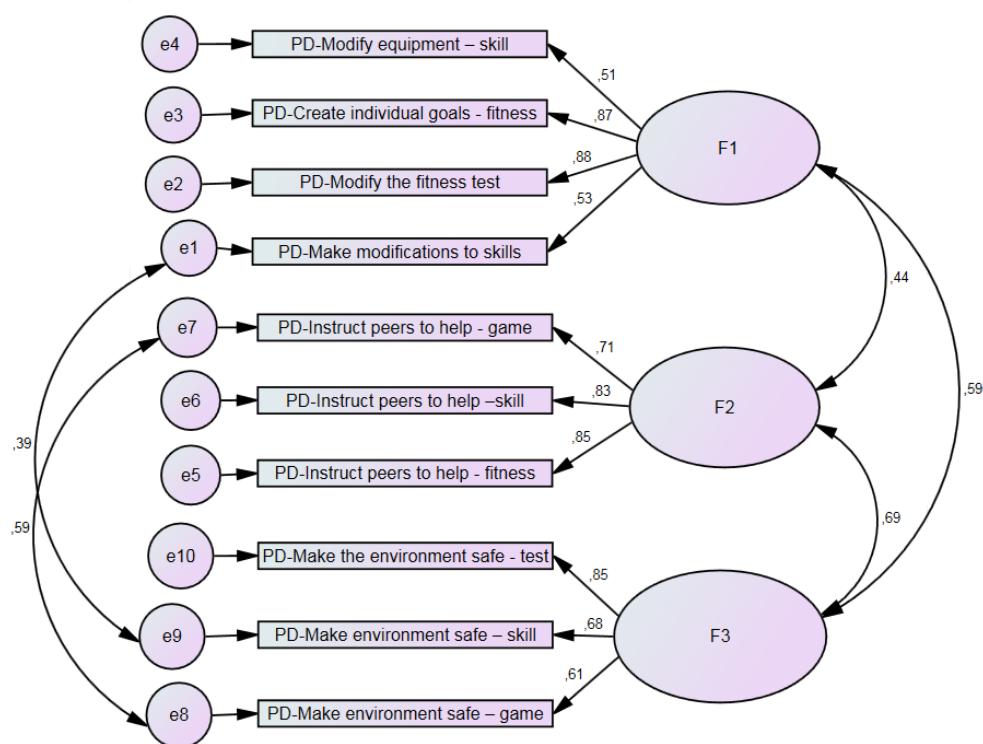 e4
PD-Modify equipment – skill
,51
e3
PD-Create individual goals - fitness
,87
F1
e2
PD-Modify the fitness test
,88
e1
PD-Make modifications to skills
,53
,44
e7
PD-Instruct peers to help - game
,71
e6
PD-Instruct peers to help –skill
,83
F2
,59
e5
PD-Instruct peers to help - fitness
,85
,39
,59
,69
e10
PD-Make the environment safe - test
,85
e9
PD-Make environment safe – skill
,68
F3
e8
PD-Make environment safe – game
,61